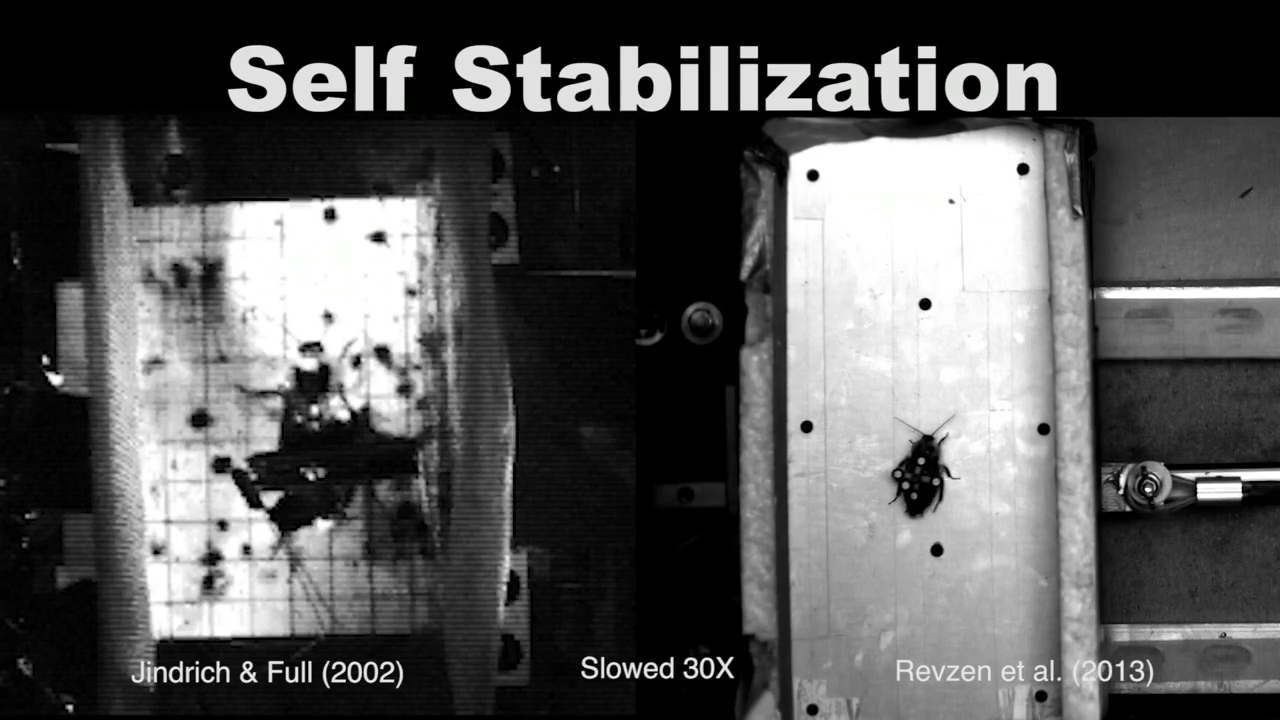 Self Stabilization
Jindrich & Full (2002)
Slowed 30X
Revzen et al. (2013)